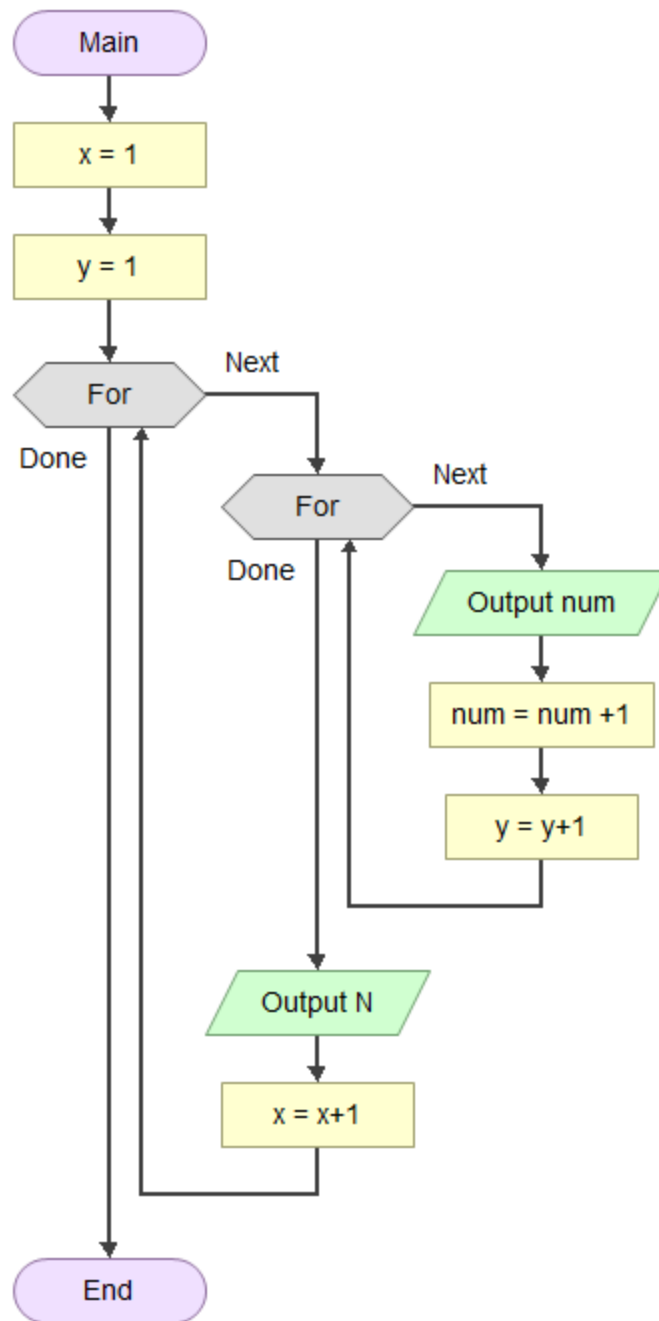 Main
x = 1
y = 1
For
Next
Done
For
Next
Done
Output num
num = num +1
y = y+1
Output N
x = x+1
End